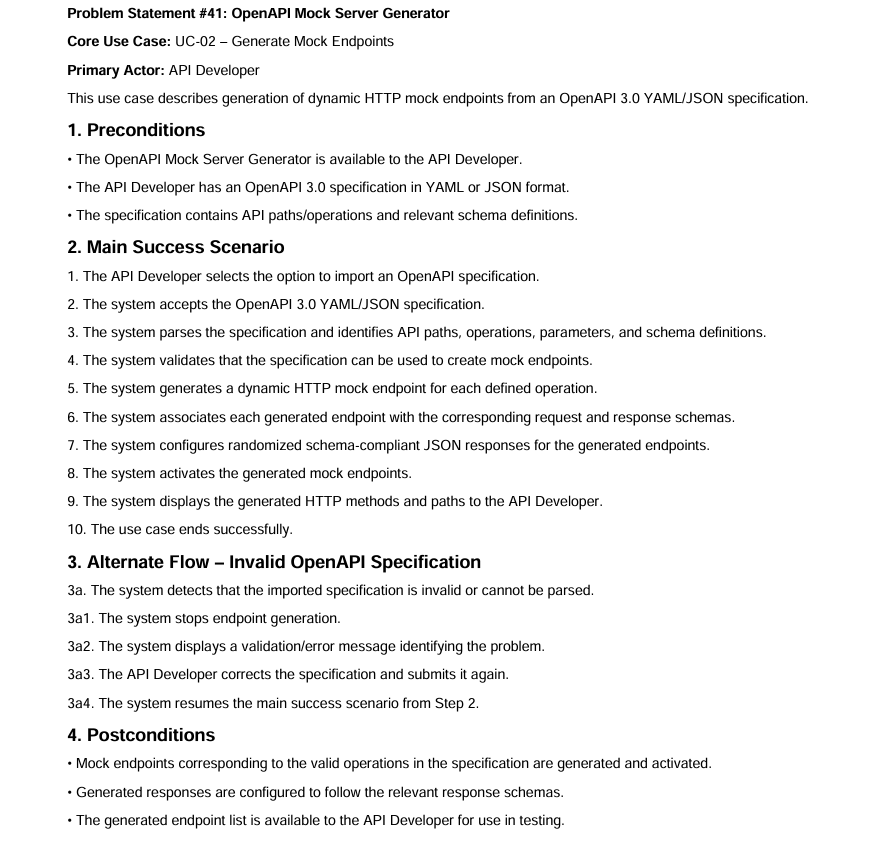 Problem Statement #41: OpenAPI Mock Server Generator
Core Use Case: UC-02 – Generate Mock Endpoints
Primary Actor: API Developer
This use case describes generation of dynamic HTTP mock endpoints from an OpenAPI 3.0 YAML/JSON specification.
1. Preconditions
• The OpenAPI Mock Server Generator is available to the API Developer.
• The API Developer has an OpenAPI 3.0 specification in YAML or JSON format.
• The specification contains API paths/operations and relevant schema definitions.
2. Main Success Scenario
1. The API Developer selects the option to import an OpenAPI specification.
2. The system accepts the OpenAPI 3.0 YAML/JSON specification.
3. The system parses the specification and identifies API paths, operations, parameters, and schema definitions.
4. The system validates that the specification can be used to create mock endpoints.
5. The system generates a dynamic HTTP mock endpoint for each defined operation.
6. The system associates each generated endpoint with the corresponding request and response schemas.
7. The system configures randomized schema-compliant JSON responses for the generated endpoints.
8. The system activates the generated mock endpoints.
9. The system displays the generated HTTP methods and paths to the API Developer.
10. The use case ends successfully.
3. Alternate Flow – Invalid OpenAPI Specification
3a. The system detects that the imported specification is invalid or cannot be parsed.
3a1. The system stops endpoint generation.
3a2. The system displays a validation/error message identifying the problem.
3a3. The API Developer corrects the specification and submits it again.
3a4. The system resumes the main success scenario from Step 2.
4. Postconditions
• Mock endpoints corresponding to the valid operations in the specification are generated and activated.
• Generated responses are configured to follow the relevant response schemas.
• The generated endpoint list is available to the API Developer for use in testing.